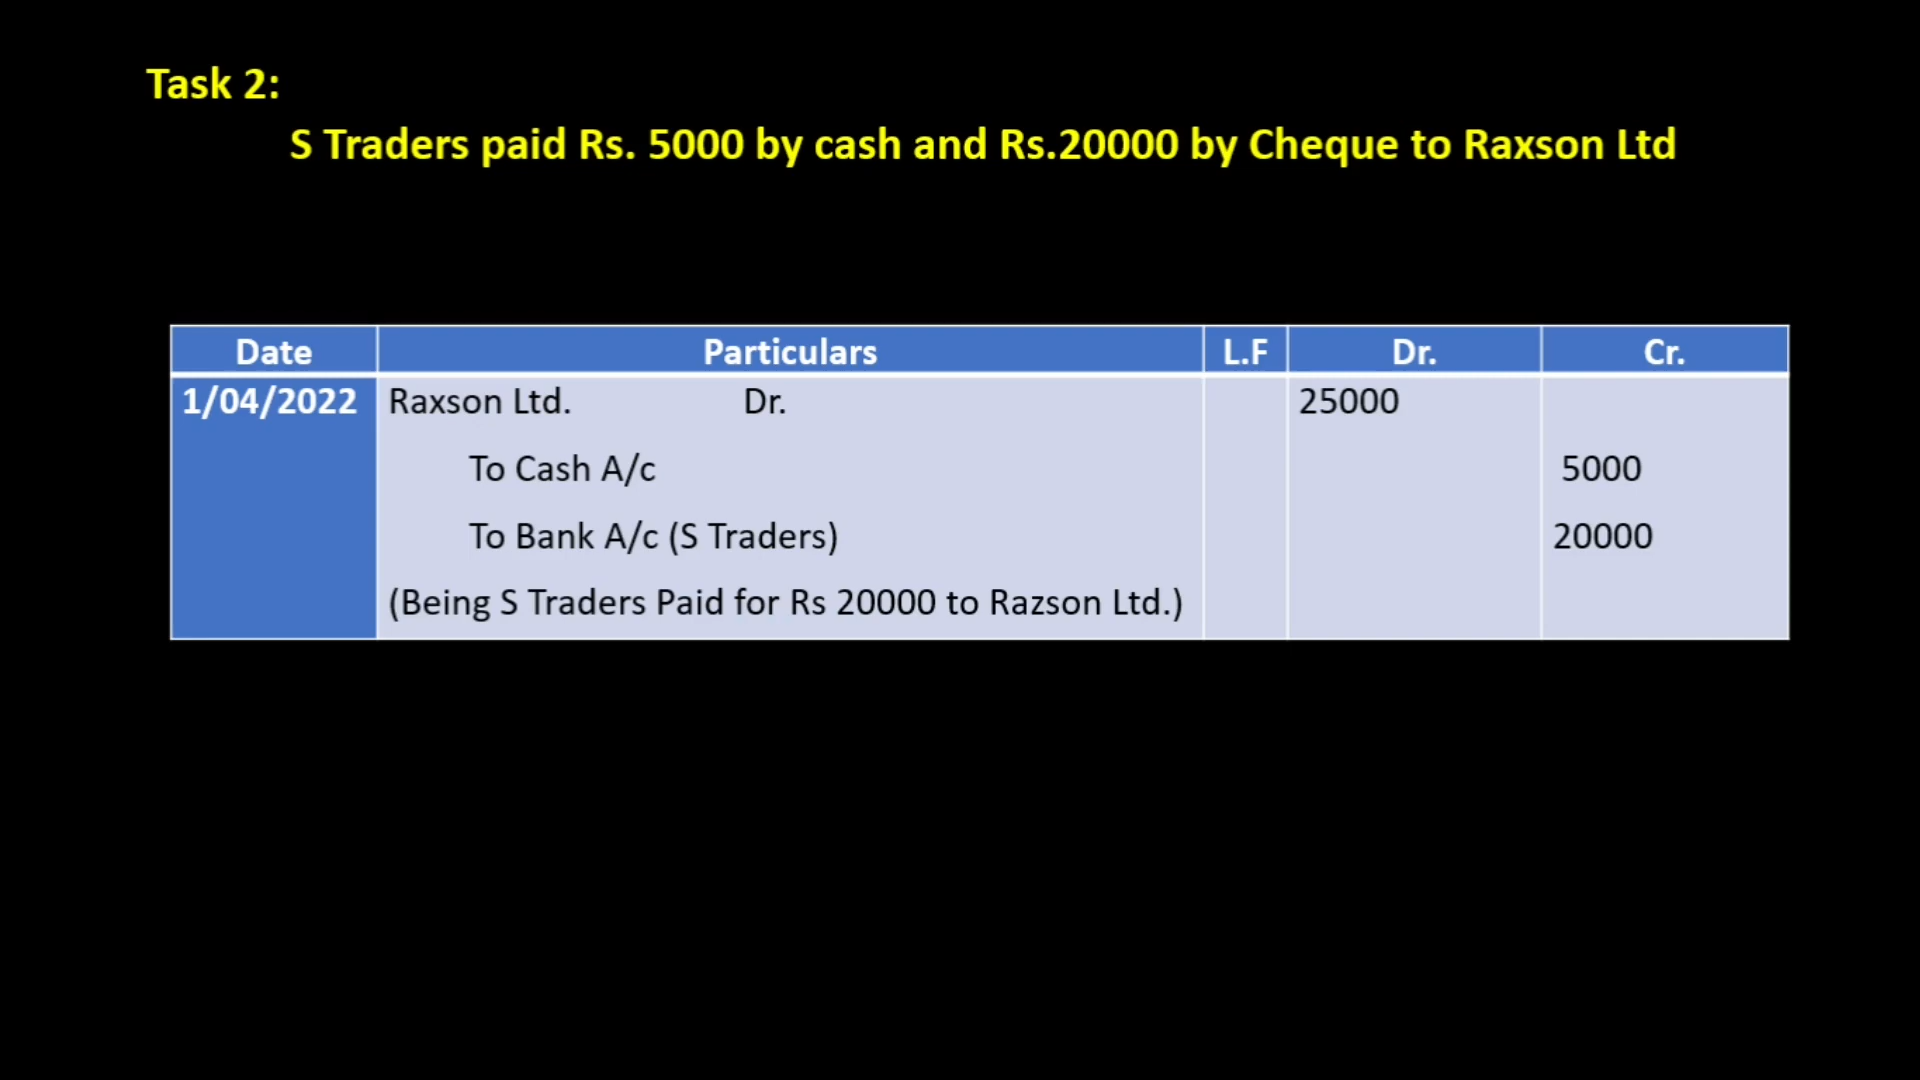 Task 2:
S Traders paid Rs. 5000 by cash and Rs.20000 by Cheque to Raxson Ltd
Date Particulars L.F Dr. Cr.
1/04/2022 Raxson Ltd. Dr. 25000
To Cash A/c 5000
To Bank A/c (S Traders) 20000
(Being S Traders Paid for Rs 20000 to Razson Ltd.)